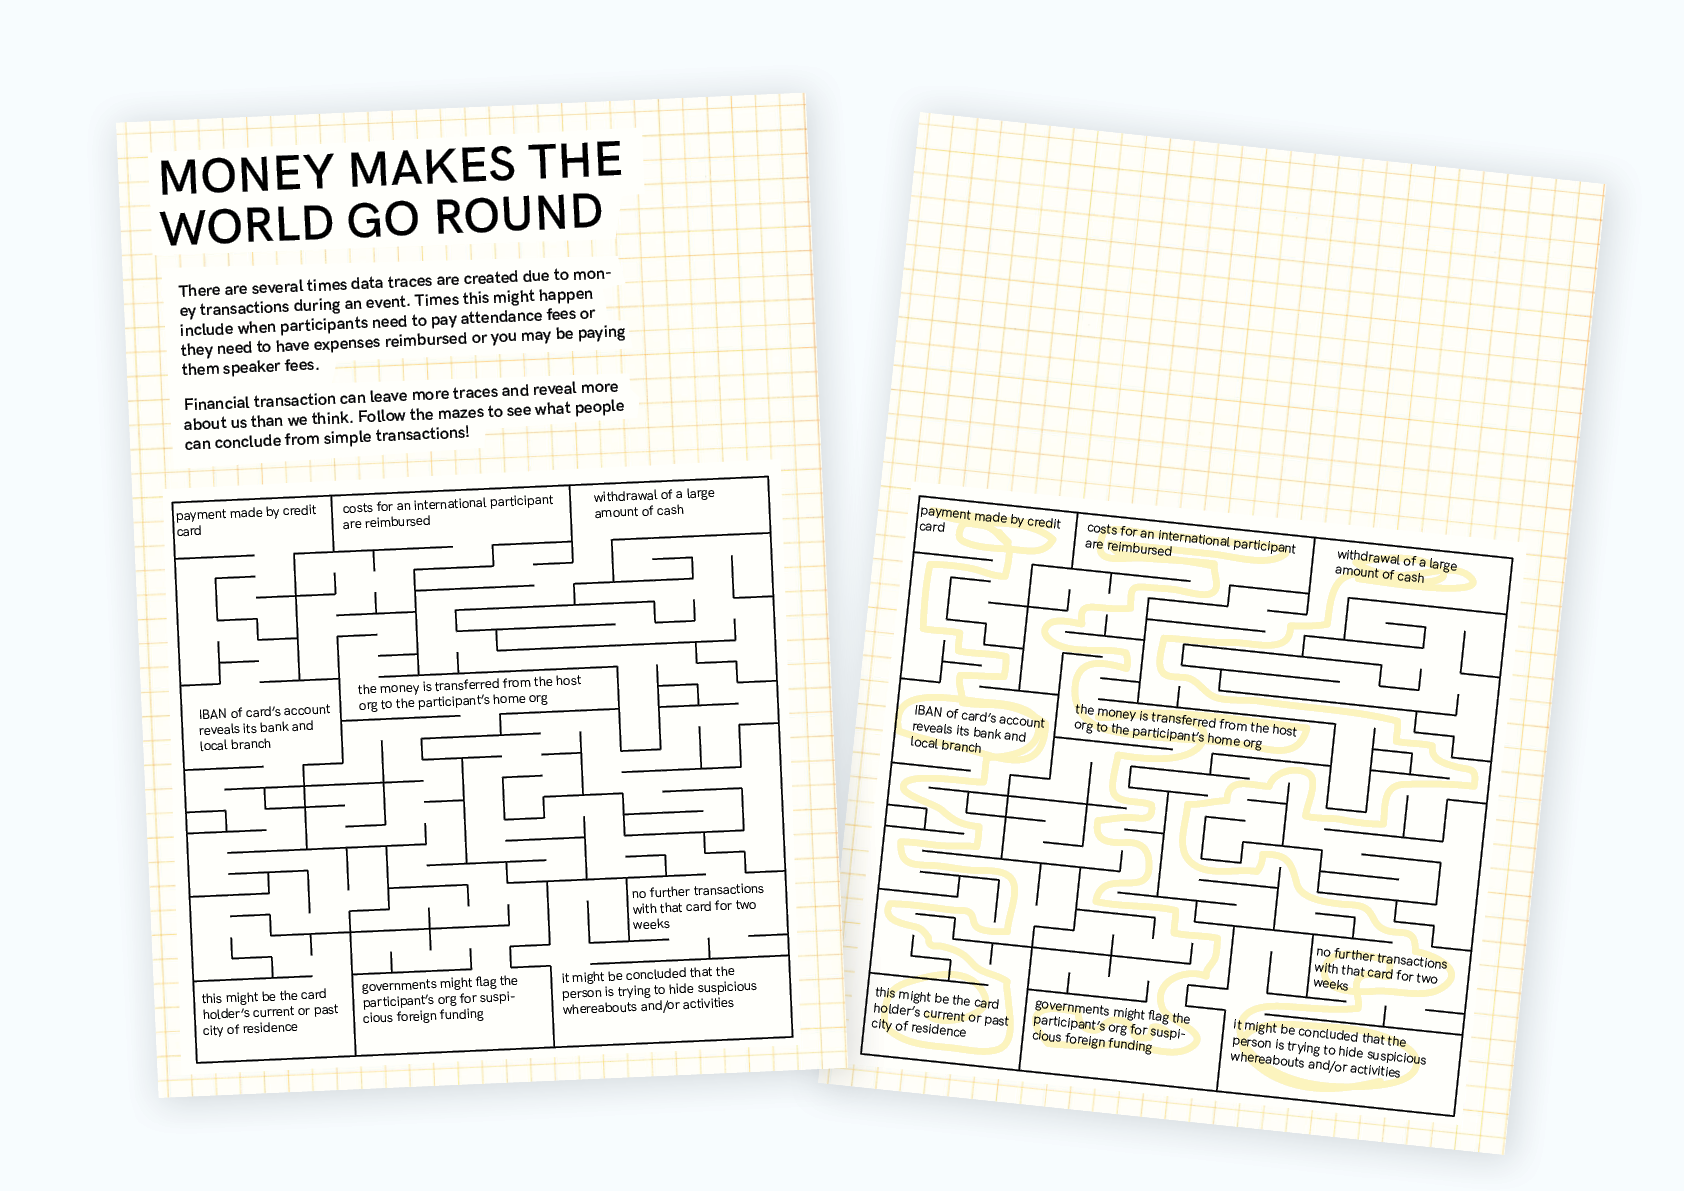 MONEY MAKES THE
WORLD GO ROUND
There are several times data traces are created due to mon-
ey transactions during an event. Times this might happen
include when participants need to pay attendance fees or
they need to have expenses reimbursed or you may be paying
them speaker fees.
Financial transaction can leave more traces and reveal more
about us than we think. Follow the mazes to see what people
can conclude from simple transactions!
payment made by credit
card
costs for an international participant
are reimbursed
withdrawal of a large
amount of cash
the money is transferred from the host
org to the participant's home org
IBAN of card's account
reveals its bank and
local branch
no further transactions
with that card for two
weeks
this might be the card
holder's current or past
city of residence
governments might flag the
participant's org for suspi-
cious foreign funding
it might be concluded that the
person is trying to hide suspicious
whereabouts and/or activities
payment made by credit
card
costs for an international participant
are reimbursed
withdrawal of a large
amount of cash
IBAN of card's account
reveals its bank and
local branch
the money is transferred from the host
org to the participant's home org
no further transactions
with that card for two
weeks
this might be the card
holder's current or past
city of residence
governments might flag the
participant's org for suspi-
cious foreign funding
it might be concluded that the
person is trying to hide suspicious
whereabouts and/or activities